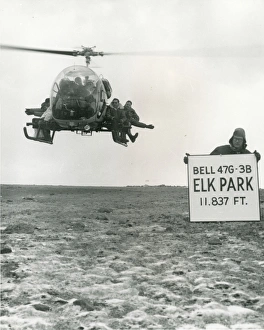 BELL 47G-3B
ELK PARK
11.837 FT.